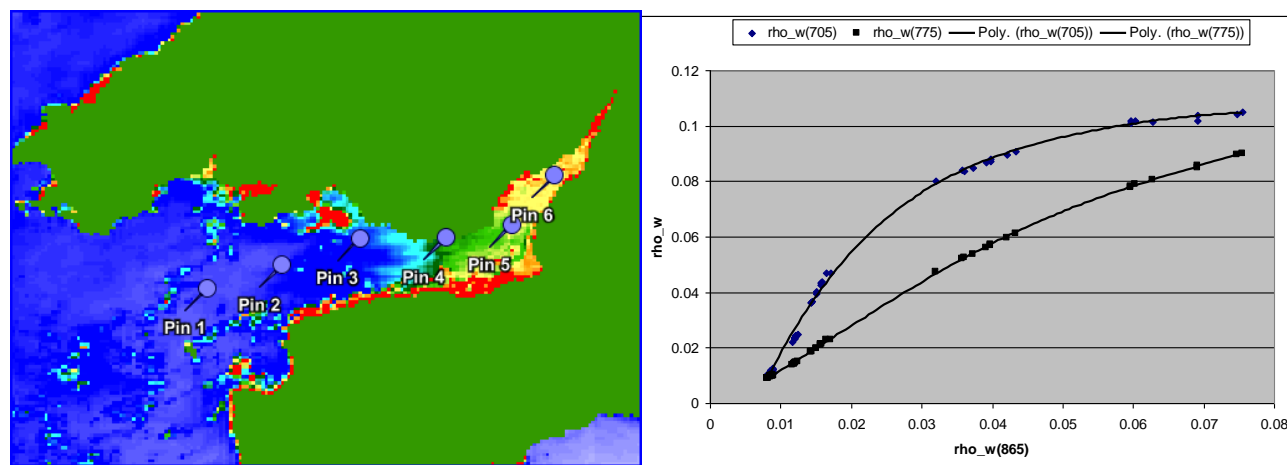 Pin 1
Pin 2
Pin 3
Pin 4
Pin 5
Pin 6
rho_w(705) rho_w(775) Poly. (rho_w(705)) Poly. (rho_w(775))
0.12
0.1
0.08
0.06
0.04
0.02
0
rho_w
0 0.01 0.02 0.03 0.04 0.05 0.06 0.07 0.08
rho_w(865)